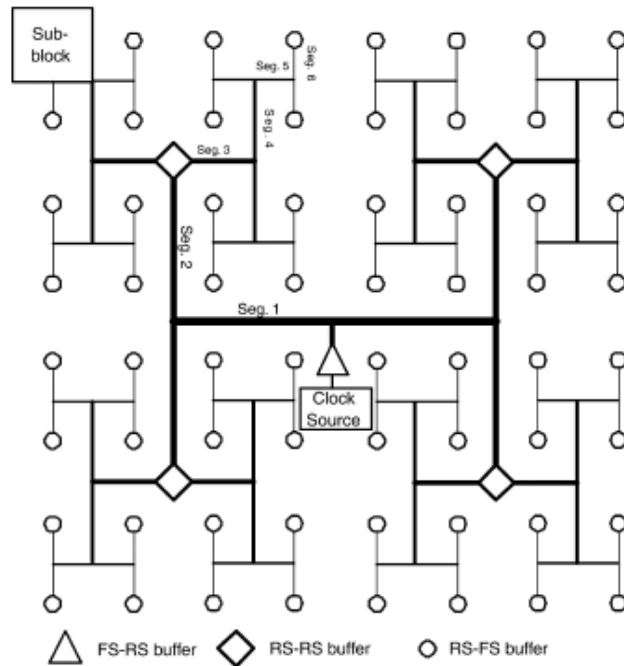 Sub-
block
Seg. 5
Seg. 6
Seg. 4
Seg. 3
Seg. 2
Seg. 1
Clock
Source
FS-RS buffer
RS-RS buffer
RS-FS buffer